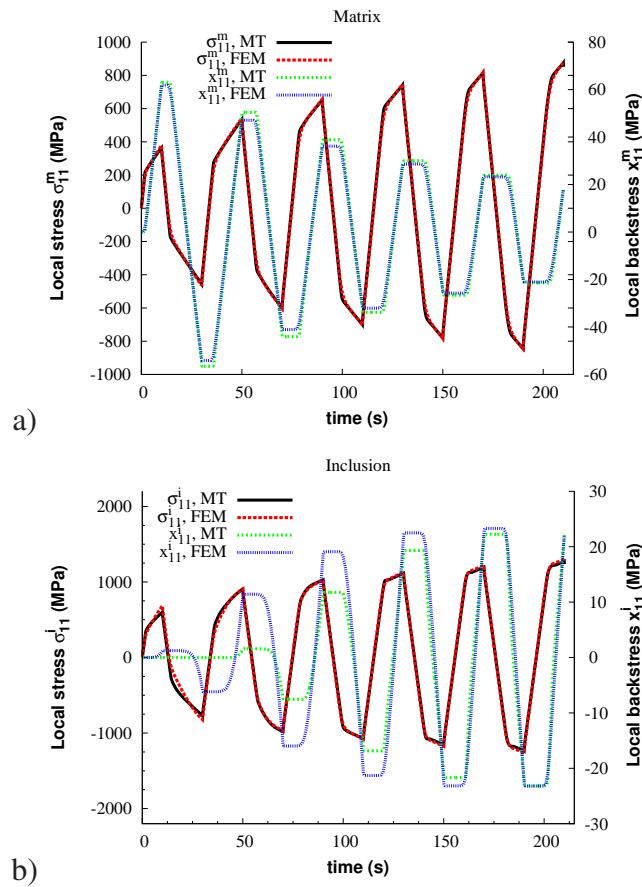 Matrix
σ₁₁ᵐ, MT
σ₁₁ᵐ, FEM
x₁₁ᵐ, MT
x₁₁ᵐ, FEM
1000
800
600
400
200
0
-200
-400
-600
-800
-1000
Local stress σ₁₁ᵐ (MPa)
80
60
40
20
0
-20
-40
-60
Local backstress x₁₁ᵐ (MPa)
0 50 100 150 200
time (s)
a)
Inclusion
σ₁₁ⁱ, MT
σ₁₁ⁱ, FEM
x₁₁ⁱ, MT
x₁₁ⁱ, FEM
2000
1000
0
-1000
-2000
Local stress σ₁₁ⁱ (MPa)
30
20
10
0
-10
-20
-30
Local backstress x₁₁ⁱ (MPa)
0 50 100 150 200
time (s)
b)